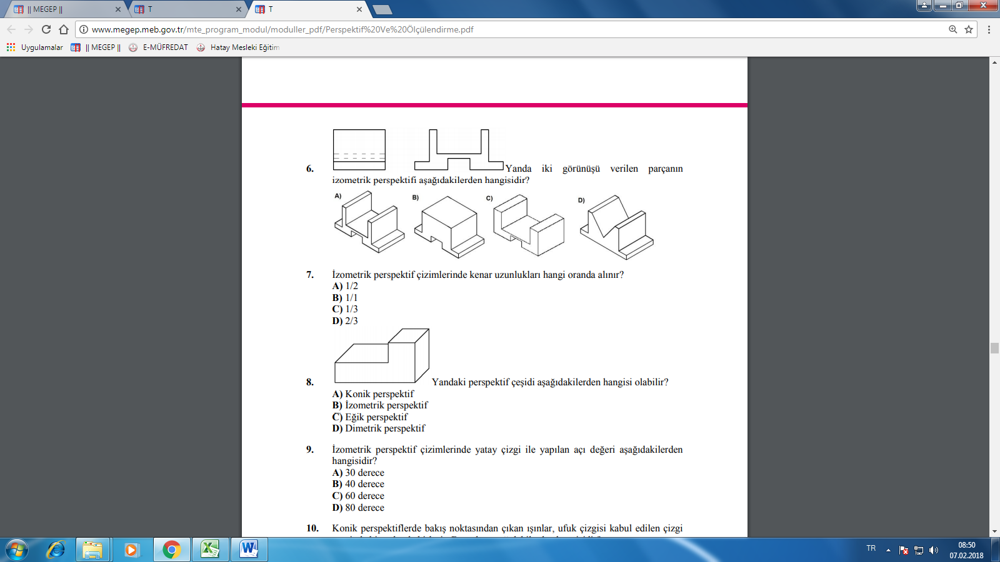 || MEGEP ||
T
T
www.megep.meb.gov.tr/mte_program_modul/moduller_pdf/Perspektif%20Ve%20Ölçülendirme.pdf
Uygulamalar
|| MEGEP ||
E-MÜFREDAT
Hatay Mesleki Eğitim
6. Yanda iki görünüşü verilen parçanın
izometrik perspektifi aşağıdakilerden hangisidir?
A) B) C) D)
7. İzometrik perspektif çizimlerinde kenar uzunlukları hangi oranda alınır?
A) 1/2
B) 1/1
C) 1/3
D) 2/3
8. Yandaki perspektif çeşidi aşağıdakilerden hangisi olabilir?
A) Konik perspektif
B) İzometrik perspektif
C) Eğik perspektif
D) Dimetrik perspektif
9. İzometrik perspektif çizimlerinde yatay çizgi ile yapılan açı değeri aşağıdakilerden
hangisidir?
A) 30 derece
B) 40 derece
C) 60 derece
D) 80 derece
10. Konik perspektiflerde bakış noktasından çıkan ışınlar, ufuk çizgisi kabul edilen çizgi
TR
08:50
07.02.2018